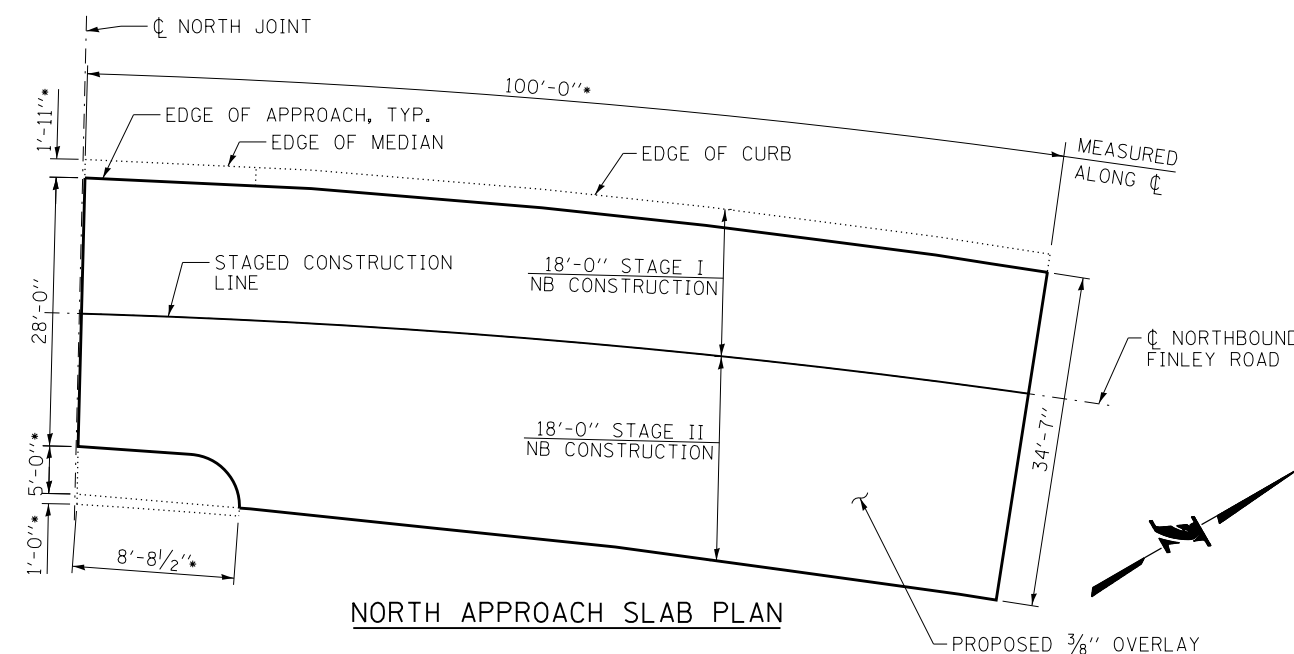 ℄ NORTH JOINT
100'-0"*
1'-11"*
EDGE OF APPROACH, TYP.
EDGE OF MEDIAN
EDGE OF CURB
MEASURED
ALONG ℄
28'-0"
STAGED CONSTRUCTION
LINE
18'-0" STAGE I
NB CONSTRUCTION
℄ NORTHBOUND
FINLEY ROAD
34'-7"
18'-0" STAGE II
NB CONSTRUCTION
5'-0"*
1'-0"*
8'-8½"*
N
NORTH APPROACH SLAB PLAN
PROPOSED ⅜" OVERLAY